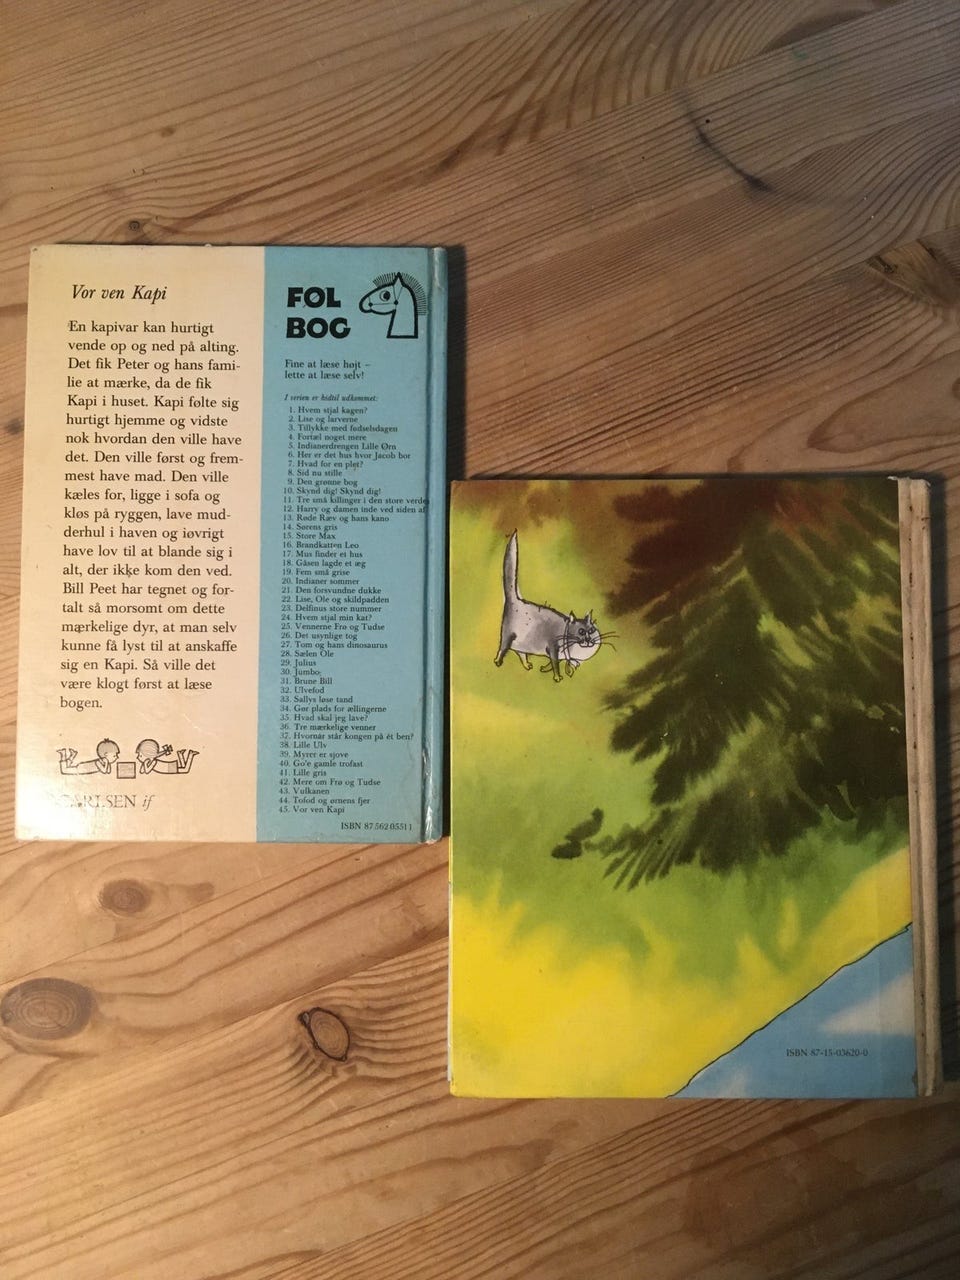 Vor ven Kapi
En kapivar kan hurtigt
vende op og ned på alting.
Det fik Peter og hans fami-
lie at mærke, da de fik
Kapi i huset. Kapi følte sig
hurtigt hjemme og vidste
nok hvordan den ville have
det. Den ville først og frem-
mest have mad. Den ville
kæles for, ligge i sofa og
kløs på ryggen, lave mud-
derhul i haven og iøvrigt
have lov til at blande sig i
alt, der ikke kom den ved.
Bill Peet har tegnet og for-
talt så morsomt om dette
mærkelige dyr, at man selv
kunne få lyst til at anskaffe
sig en Kapi. Så ville det
være klogt først at læse
bogen.
CARLSEN if
FØL
BOG
Fine at læse højt –
lette at læse selv!
I serien er hidtil udkommet:
1. Hvem stjal kagen?
2. Lise og larverne
3. Tillykke med fødselsdagen
4. Fortæl noget mere
5. Indianerdrengen Lille Ørn
6. Her er det hus hvor Jacob bor
7. Hvad for en plet?
8. Sid nu stille
9. Den grønne bog
10. Skynd dig! Skynd dig!
11. Tre små killinger i den store verden
12. Harry og damen inde ved siden af
13. Røde Ræv og hans kano
14. Sørens gris
15. Store Max
16. Brandkatten Leo
17. Mus finder et hus
18. Gåsen lagde et æg
19. Fem små grise
20. Indianer sommer
21. Den forsvundne dukke
22. Lise, Ole og skildpadden
23. Delfinus store nummer
24. Hvem stjal min kat?
25. Vennerne Frø og Tudse
26. Det usynlige tog
27. Tom og hans dinosaurus
28. Sælen Ole
29. Julius
30. Jumbo
31. Brune Bill
32. Ulvefod
33. Sallys løse tand
34. Gør plads for ællingerne
35. Hvad skal jeg lave?
36. Tre mærkelige venner
37. Hvornår står kongen på ét ben?
38. Lille Ulv
39. Myrer er sjove
40. Go'e gamle trofast
41. Lille gris
42. Mere om Frø og Tudse
43. Vulkanen
44. Tofod og ørnens fjer
45. Vor ven Kapi
ISBN 87 562 0551 1
ISBN 87-15-03620-0